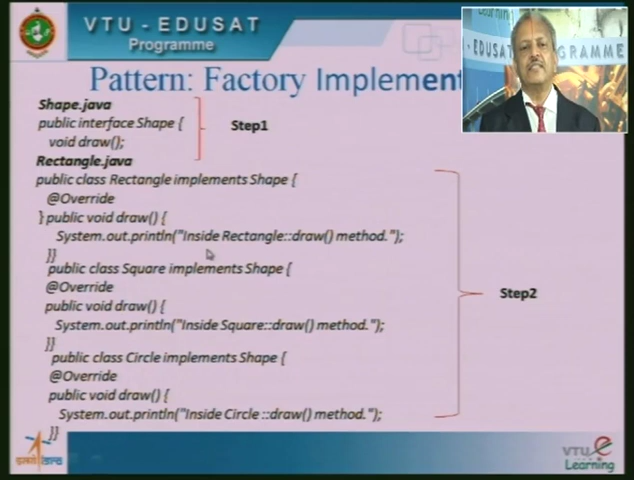 VTU - EDUSAT
Programme
- EDUSAT
PROGRAMME
Pattern: Factory Implement
Shape.java
public interface Shape {
void draw();
Step1
Rectangle.java
public class Rectangle implements Shape {
@Override
} public void draw() {
System.out.println("Inside Rectangle::draw() method.");
}}
public class Square implements Shape {
@Override
public void draw() {
System.out.println("Inside Square::draw() method.");
}}
public class Circle implements Shape {
@Override
public void draw() {
System.out.println("Inside Circle ::draw() method.");
}}
Step2
VTU e
Learning